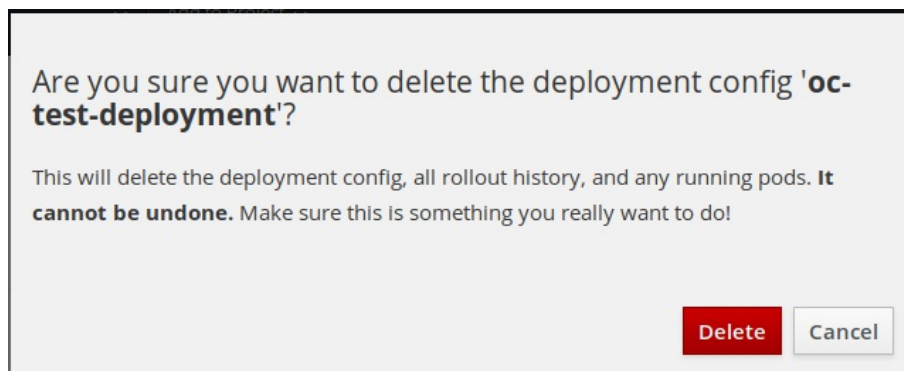 Are you sure you want to delete the deployment config 'oc-
test-deployment'?
This will delete the deployment config, all rollout history, and any running pods. It
cannot be undone. Make sure this is something you really want to do!
Delete
Cancel